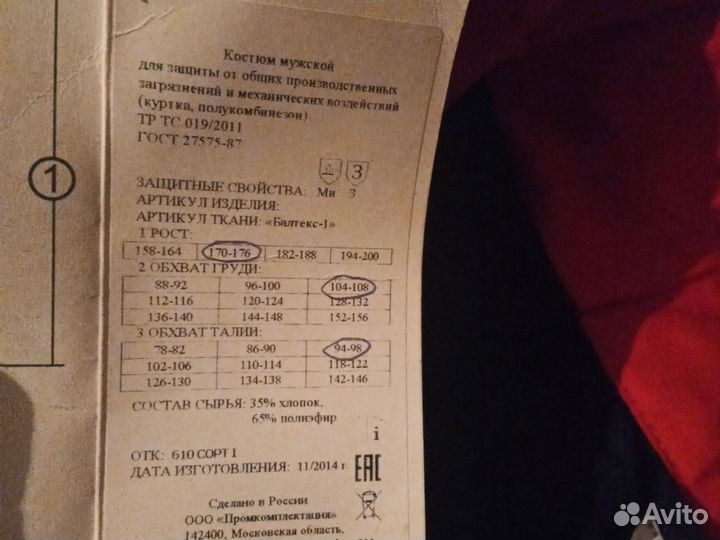 Костюм мужской
для защиты от общих производственных
загрязнений и механических воздействий
(куртка, полукомбинезон)
ТР ТС 019/2011
ГОСТ 27575-87
1
З
ЗАЩИТНЫЕ СВОЙСТВА: Ми З
АРТИКУЛ ИЗДЕЛИЯ:
АРТИКУЛ ТКАНИ: «Балтекс-1»
1 РОСТ:
158-164 170-176 182-188 194-200
2 ОБХВАТ ГРУДИ:
88-92 96-100 104-108
112-116 120-124 128-132
136-140 144-148 152-156
3 ОБХВАТ ТАЛИИ:
78-82 86-90 94-98
102-106 110-114 118-122
126-130 134-138 142-146
СОСТАВ СЫРЬЯ: 35% хлопок,
65% полиэфир
i
ОТК: 610 СОРТ 1
ДАТА ИЗГОТОВЛЕНИЯ: 11/2014 г.
EAC
Сделано в России
ООО «Промкомплектация»
142400, Московская область,
Avito